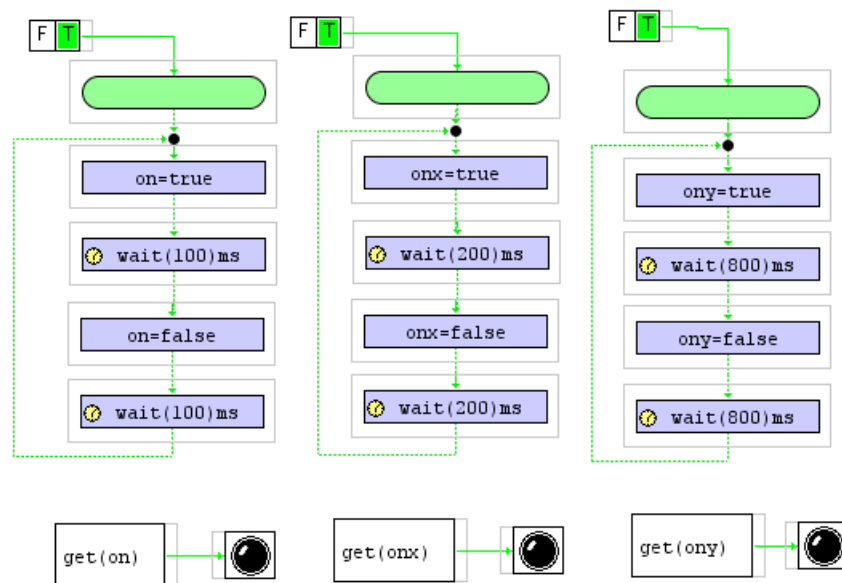 F T
on=true
wait(100)ms
on=false
wait(100)ms
get(on)
F T
onx=true
wait(200)ms
onx=false
wait(200)ms
get(onx)
F T
ony=true
wait(800)ms
ony=false
wait(800)ms
get(ony)